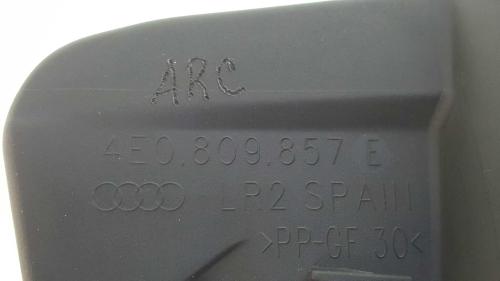 ARC
4E0.809.857 E
LR2 SPAIII
>PP-GF 30<